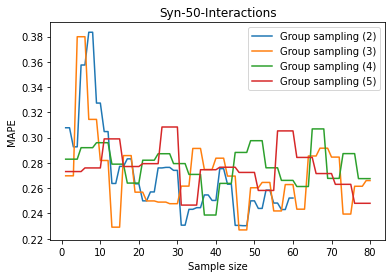 Syn-50-Interactions
Group sampling (2)
Group sampling (3)
Group sampling (4)
Group sampling (5)
MAPE
0.38
0.36
0.34
0.32
0.30
0.28
0.26
0.24
0.22
0 10 20 30 40 50 60 70 80
Sample size